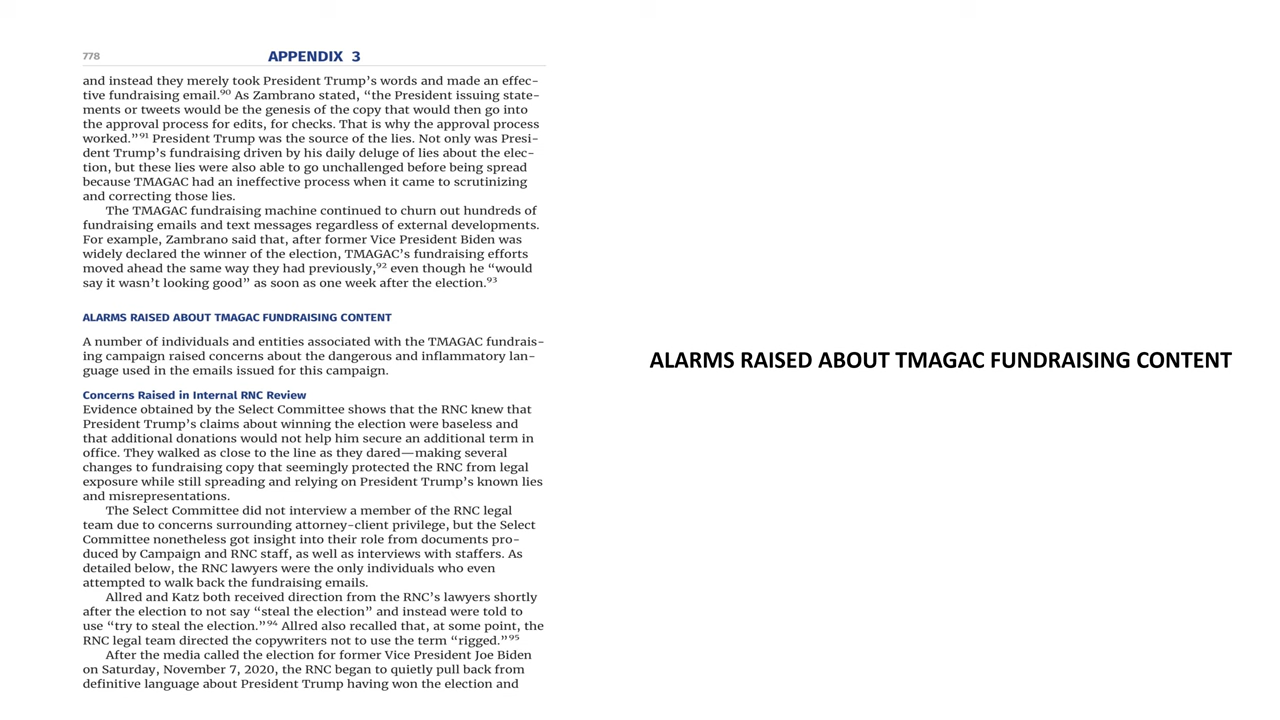 778
APPENDIX 3
and instead they merely took President Trump's words and made an effec-
tive fundraising email.⁹⁰ As Zambrano stated, “the President issuing state-
ments or tweets would be the genesis of the copy that would then go into
the approval process for edits, for checks. That is why the approval process
worked.”⁹¹ President Trump was the source of the lies. Not only was Presi-
dent Trump's fundraising driven by his daily deluge of lies about the elec-
tion, but these lies were also able to go unchallenged before being spread
because TMAGAC had an ineffective process when it came to scrutinizing
and correcting those lies.
The TMAGAC fundraising machine continued to churn out hundreds of
fundraising emails and text messages regardless of external developments.
For example, Zambrano said that, after former Vice President Biden was
widely declared the winner of the election, TMAGAC's fundraising efforts
moved ahead the same way they had previously,⁹² even though he “would
say it wasn't looking good” as soon as one week after the election.⁹³
ALARMS RAISED ABOUT TMAGAC FUNDRAISING CONTENT
A number of individuals and entities associated with the TMAGAC fundrais-
ing campaign raised concerns about the dangerous and inflammatory lan-
guage used in the emails issued for this campaign.
Concerns Raised in Internal RNC Review
Evidence obtained by the Select Committee shows that the RNC knew that
President Trump's claims about winning the election were baseless and
that additional donations would not help him secure an additional term in
office. They walked as close to the line as they dared—making several
changes to fundraising copy that seemingly protected the RNC from legal
exposure while still spreading and relying on President Trump's known lies
and misrepresentations.
The Select Committee did not interview a member of the RNC legal
team due to concerns surrounding attorney-client privilege, but the Select
Committee nonetheless got insight into their role from documents pro-
duced by Campaign and RNC staff, as well as interviews with staffers. As
detailed below, the RNC lawyers were the only individuals who even
attempted to walk back the fundraising emails.
Allred and Katz both received direction from the RNC's lawyers shortly
after the election to not say “steal the election” and instead were told to
use “try to steal the election.”⁹⁴ Allred also recalled that, at some point, the
RNC legal team directed the copywriters not to use the term “rigged.”⁹⁵
After the media called the election for former Vice President Joe Biden
on Saturday, November 7, 2020, the RNC began to quietly pull back from
definitive language about President Trump having won the election and
ALARMS RAISED ABOUT TMAGAC FUNDRAISING CONTENT